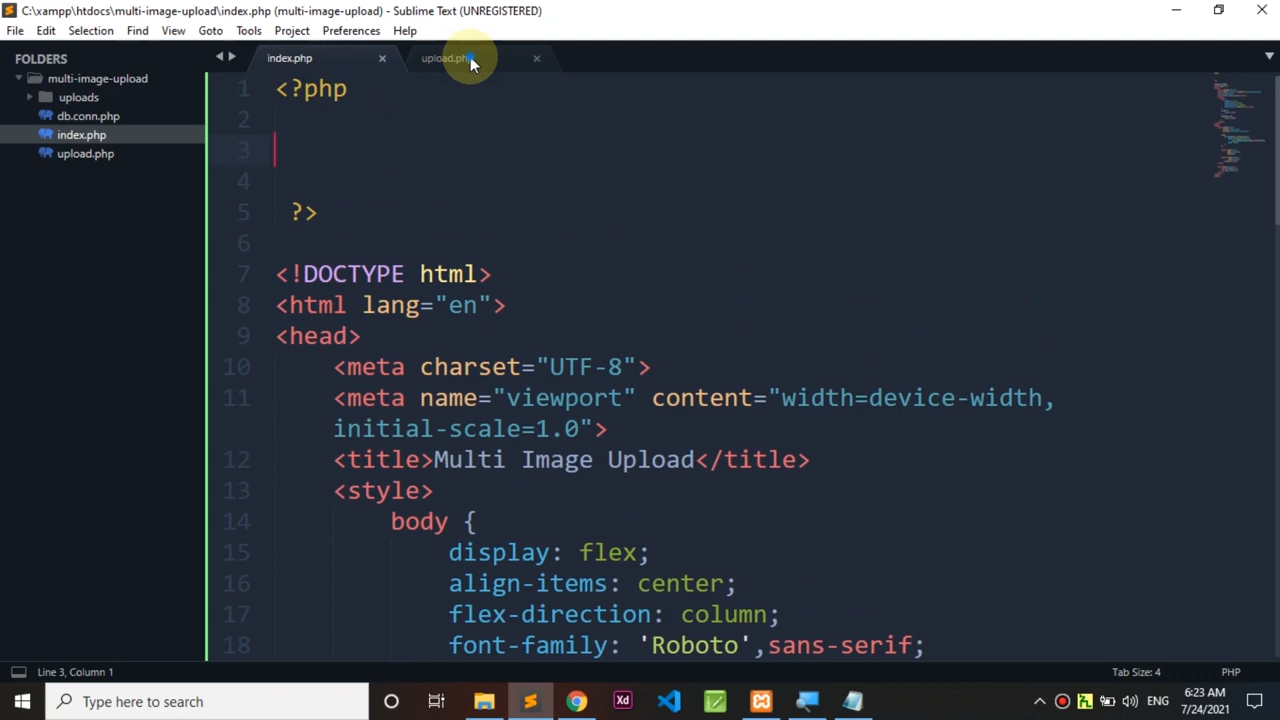 C:\xampp\htdocs\multi-image-upload\index.php (multi-image-upload) - Sublime Text (UNREGISTERED)
File Edit Selection View Find Tools Project Preferences Help
FOLDERS
multi-image-upload
uploads
db.conn.php
index.php
upload.php
index.php
1 <?php
2
3
4
5 ?>
6
7 <!DOCTYPE html>
8 <html lang="en">
9 <head>
10 <meta charset="UTF-8">
11 <meta name="viewport" content="width=device-width,
initial-scale=1.0">
12 <title>Multi Image Upload</title>
13 <style>
14 body {
15 display: flex;
16 align-items: center;
17 flex-direction: column;
18 font-family: 'Roboto',sans-serif;
Line 3, Column 1
Tab Size: 4
PHP
Type here to search
Xd
ENG
6:23 AM
7/24/2021